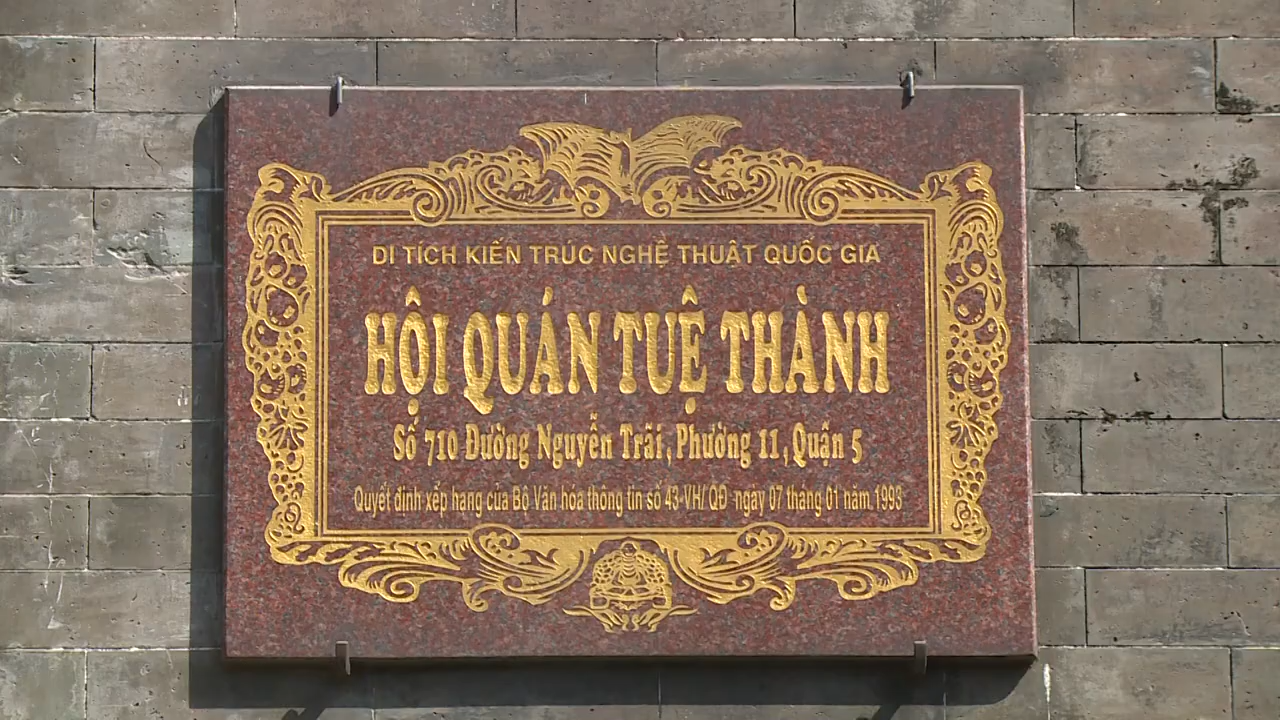 DI TÍCH KIẾN TRÚC NGHỆ THUẬT QUỐC GIA
HỘI QUÁN TUỆ THÀNH
Số 710 Đường Nguyễn Trãi, Phường 11, Quận 5
Quyết định xếp hạng của Bộ Văn hóa thông tin số 43-VH/ QĐ ngày 07 tháng 01 năm 1993